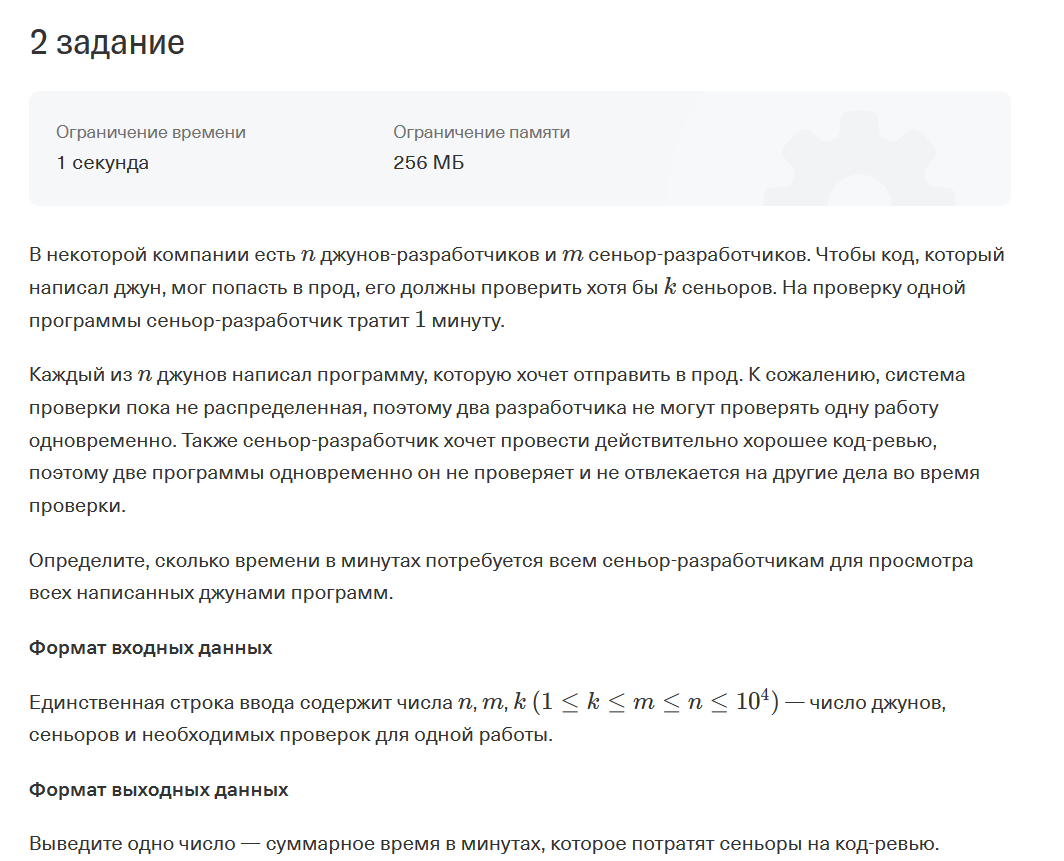 2 задание
Ограничение времени
Ограничение памяти
1 секунда
256 МБ
В некоторой компании есть n джунов-разработчиков и m сеньор-разработчиков. Чтобы код, который
написал джун, мог попасть в прод, его должны проверить хотя бы k сеньоров. На проверку одной
программы сеньор-разработчик тратит 1 минуту.
Каждый из n джунов написал программу, которую хочет отправить в прод. К сожалению, система
проверки пока не распределенная, поэтому два разработчика не могут проверять одну работу
одновременно. Также сеньор-разработчик хочет провести действительно хорошее код-ревью,
поэтому две программы одновременно он не проверяет и не отвлекается на другие дела во время
проверки.
Определите, сколько времени в минутах потребуется всем сеньор-разработчикам для просмотра
всех написанных джунами программ.
Формат входных данных
Единственная строка ввода содержит числа n, m, k (1 ≤ k ≤ m ≤ n ≤ 10⁴) — число джунов,
сеньоров и необходимых проверок для одной работы.
Формат выходных данных
Выведите одно число — суммарное время в минутах, которое потратят сеньоры на код-ревью.